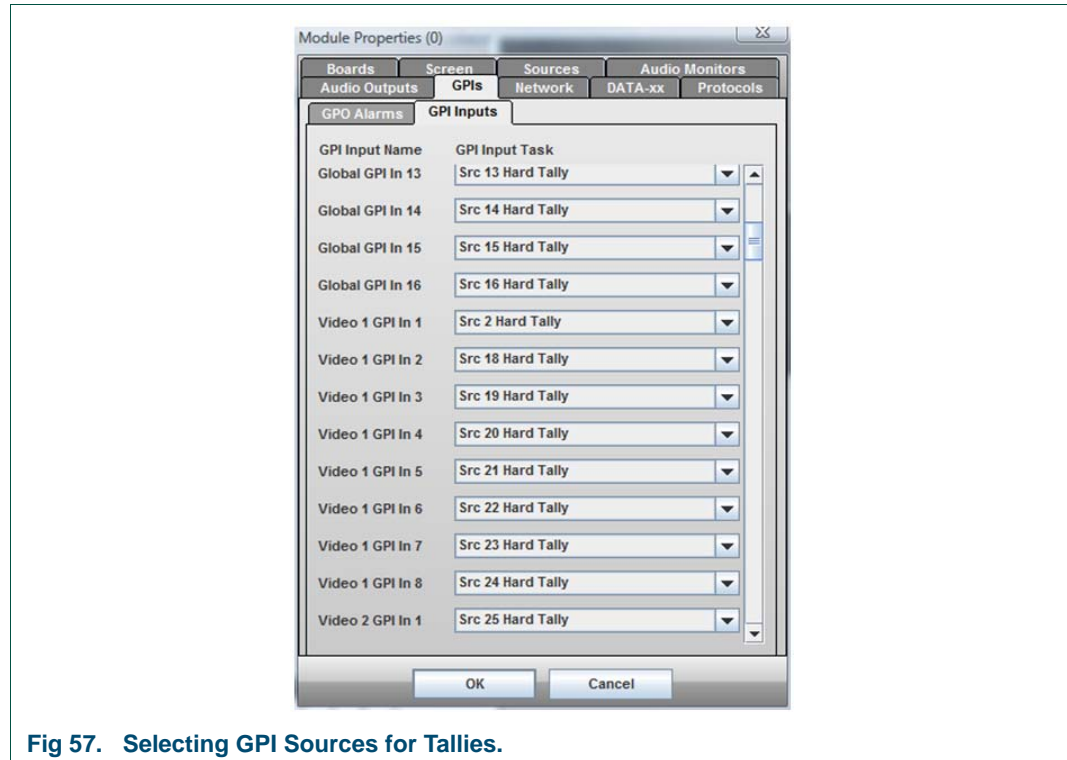 Module Properties (0)
Boards Screen Sources Audio Monitors
Audio Outputs GPIs Network DATA-xx Protocols
GPO Alarms GPI Inputs
GPI Input Name GPI Input Task
Global GPI In 13 Src 13 Hard Tally
Global GPI In 14 Src 14 Hard Tally
Global GPI In 15 Src 15 Hard Tally
Global GPI In 16 Src 16 Hard Tally
Video 1 GPI In 1 Src 2 Hard Tally
Video 1 GPI In 2 Src 18 Hard Tally
Video 1 GPI In 3 Src 19 Hard Tally
Video 1 GPI In 4 Src 20 Hard Tally
Video 1 GPI In 5 Src 21 Hard Tally
Video 1 GPI In 6 Src 22 Hard Tally
Video 1 GPI In 7 Src 23 Hard Tally
Video 1 GPI In 8 Src 24 Hard Tally
Video 2 GPI In 1 Src 25 Hard Tally
OK Cancel
Fig 57. Selecting GPI Sources for Tallies.